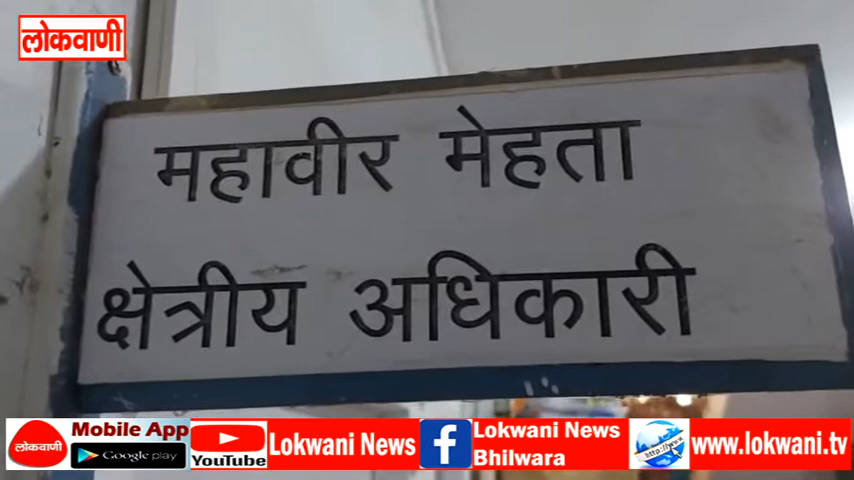 लोकवाणी
महावीर मेहता
क्षेत्रीय अधिकारी
लोकवाणी
Mobile App
Google play
YouTube
Lokwani News
Lokwani News
Bhilwara
http://www
www.lokwani.tv